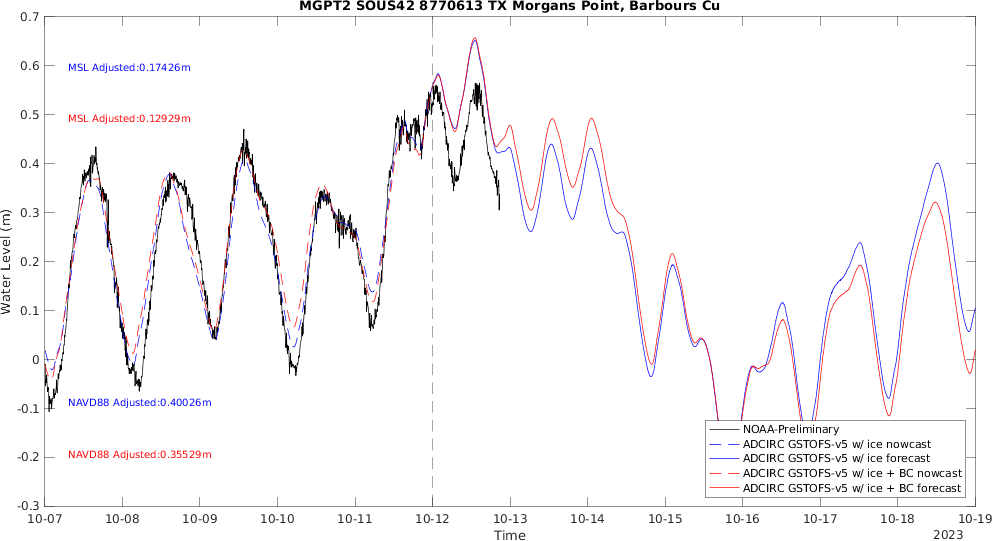 MGPT2 SOUS42 8770613 TX Morgans Point, Barbours Cu
0.7
0.6
0.5
0.4
0.3
0.2
0.1
0
-0.1
-0.2
-0.3
Water Level (m)
MSL Adjusted:0.17426m
MSL Adjusted:0.12929m
NAVD88 Adjusted:0.40026m
NAVD88 Adjusted:0.35529m
NOAA-Preliminary
ADCIRC GSTOFS-v5 w/ ice nowcast
ADCIRC GSTOFS-v5 w/ ice forecast
ADCIRC GSTOFS-v5 w/ ice + BC nowcast
ADCIRC GSTOFS-v5 w/ ice + BC forecast
10-07 10-08 10-09 10-10 10-11 10-12 10-13 10-14 10-15 10-16 10-17 10-18 10-19
Time
2023